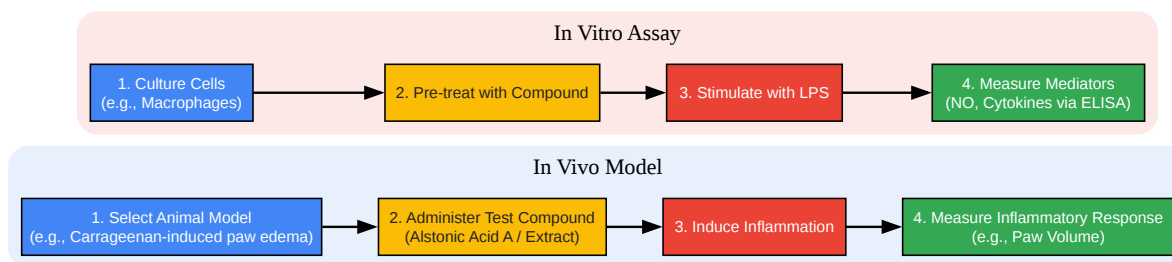 In Vitro Assay
1. Culture Cells
(e.g., Macrophages)
2. Pre-treat with Compound
3. Stimulate with LPS
4. Measure Mediators
(NO, Cytokines via ELISA)
In Vivo Model
1. Select Animal Model
(e.g., Carrageenan-induced paw edema)
2. Administer Test Compound
(Alstonic Acid A / Extract)
3. Induce Inflammation
4. Measure Inflammatory Response
(e.g., Paw Volume)